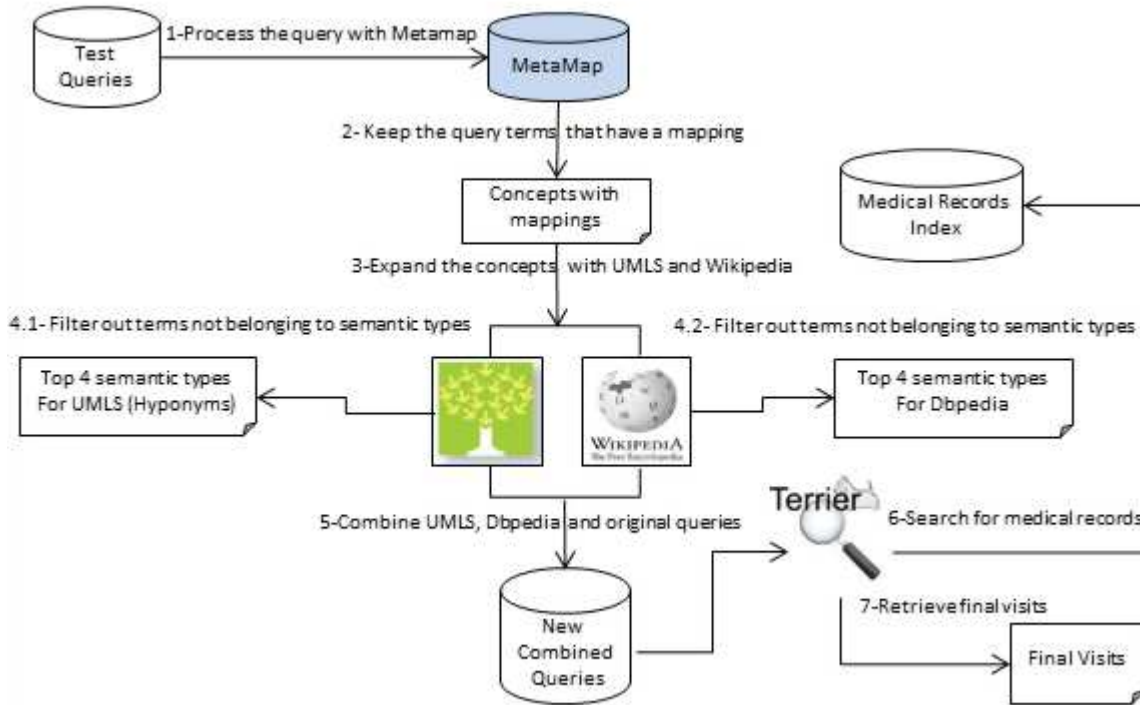 1-Process the query with Metamap
Test
Queries
MetaMap
2- Keep the query terms that have a mapping
Concepts with
mappings
Medical Records
Index
3-Expand the concepts with UMLS and Wikipedia
4.1- Filter out terms not belonging to semantic types
4.2- Filter out terms not belonging to semantic types
Top 4 semantic types
For UMLS (Hyponyms)
WIKIPEDIA
The Free Encyclopedia
Top 4 semantic types
For Dbpedia
Terrier
5-Combine UMLS, Dbpedia and original queries
6-Search for medical records
7-Retrieve final visits
New
Combined
Queries
Final Visits